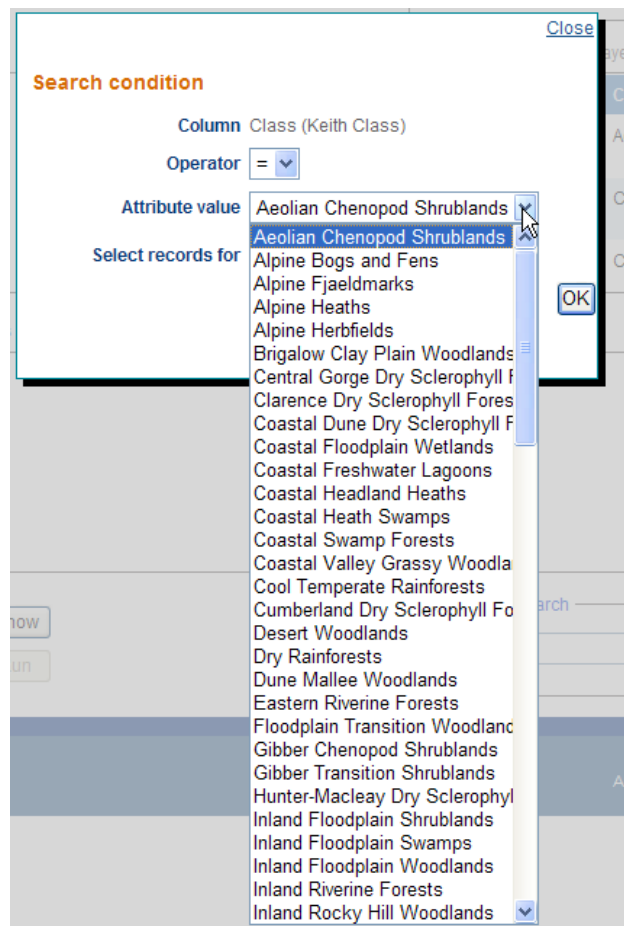 Close
Search condition
Column Class (Keith Class)
Operator =
Attribute value Aeolian Chenopod Shrublands
Select records for
OK
Aeolian Chenopod Shrublands
Alpine Bogs and Fens
Alpine Fjaeldmarks
Alpine Heaths
Alpine Herbfields
Brigalow Clay Plain Woodlands
Central Gorge Dry Sclerophyll F
Clarence Dry Sclerophyll Fores
Coastal Dune Dry Sclerophyll F
Coastal Floodplain Wetlands
Coastal Freshwater Lagoons
Coastal Headland Heaths
Coastal Heath Swamps
Coastal Swamp Forests
Coastal Valley Grassy Woodla
Cool Temperate Rainforests
Cumberland Dry Sclerophyll Fo
Desert Woodlands
Dry Rainforests
Dune Mallee Woodlands
Eastern Riverine Forests
Floodplain Transition Woodland
Gibber Chenopod Shrublands
Gibber Transition Shrublands
Hunter-Macleay Dry Sclerophyl
Inland Floodplain Shrublands
Inland Floodplain Swamps
Inland Floodplain Woodlands
Inland Riverine Forests
Inland Rocky Hill Woodlands